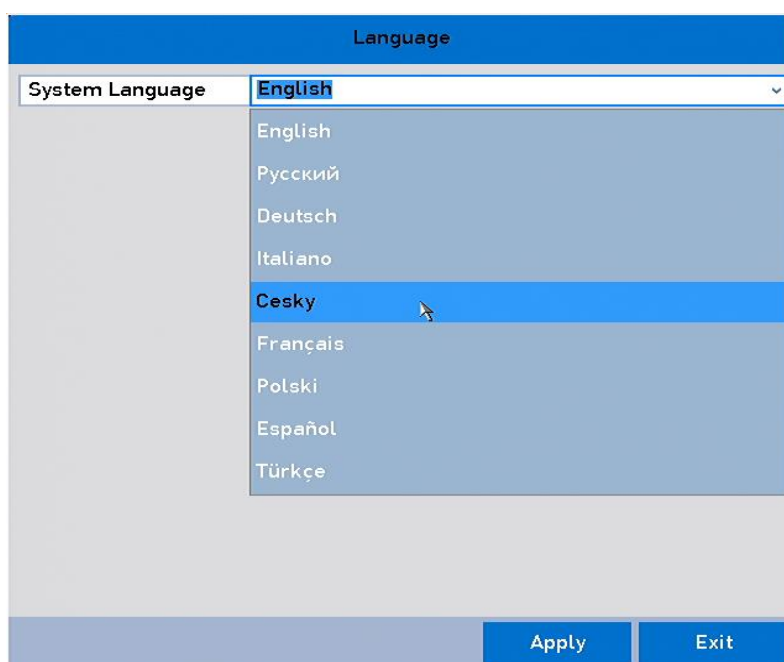 Language
System Language English
English
Русский
Deutsch
Italiano
Cesky
Français
Polski
Español
Türkçe
Apply Exit